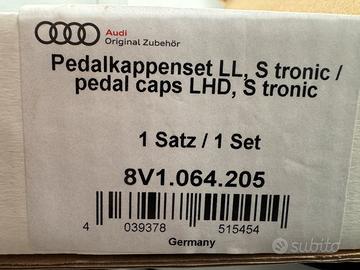 Audi
Original Zubehör
Pedalkappenset LL, S tronic /
pedal caps LHD, S tronic
1 Satz / 1 Set
8V1.064.205
4 039378 515454
Germany
subito